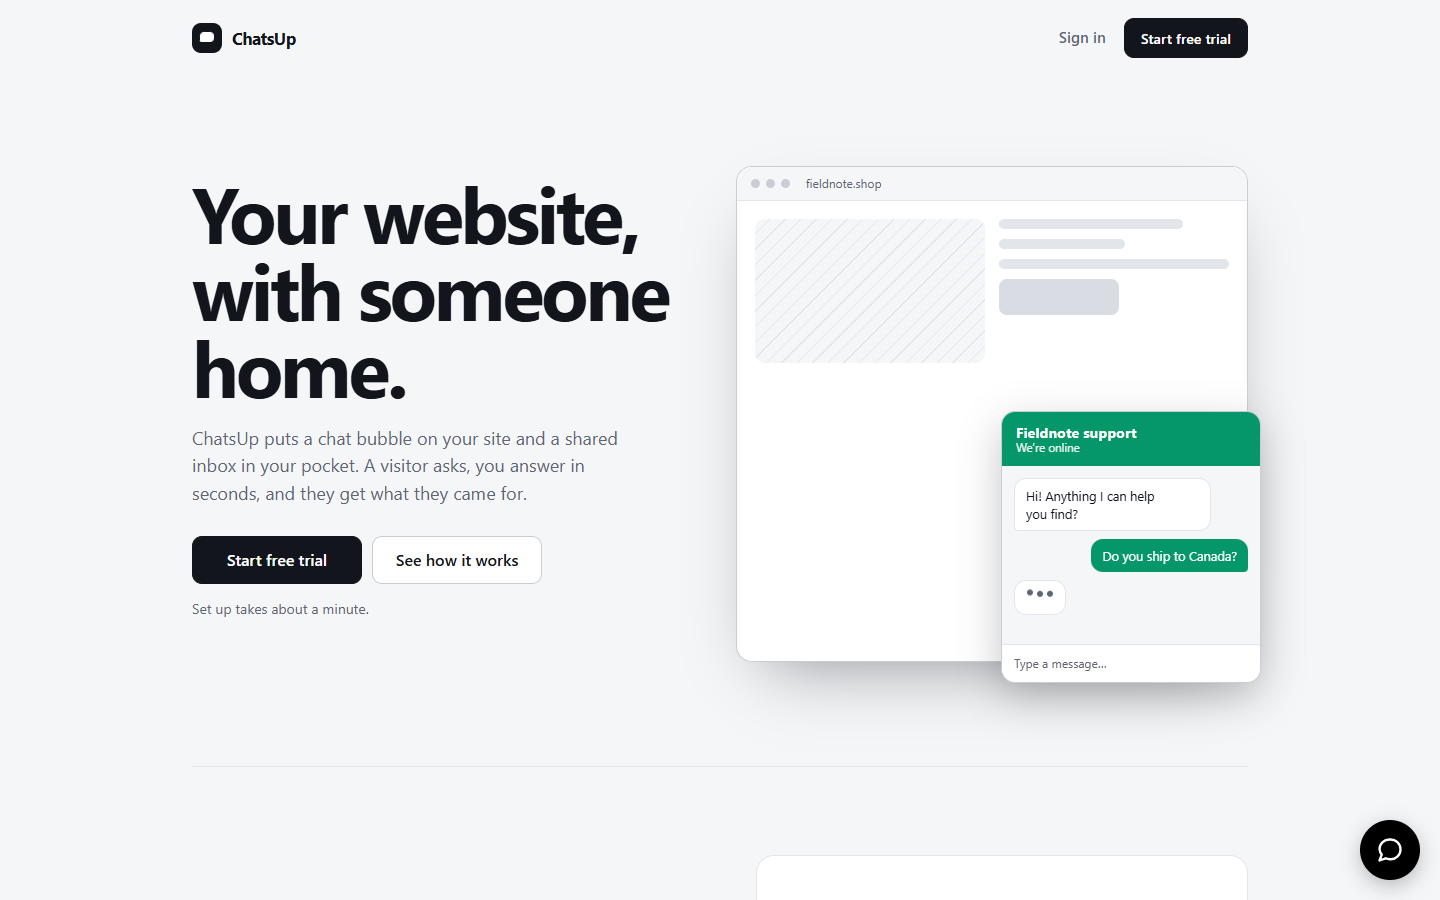 ChatsUp
Sign in
Start free trial
Your website,
with someone
home.
ChatsUp puts a chat bubble on your site and a shared
inbox in your pocket. A visitor asks, you answer in
seconds, and they get what they came for.
Start free trial
See how it works
Set up takes about a minute.
fieldnote.shop
Fieldnote support
We're online
Hi! Anything I can help
you find?
Do you ship to Canada?
Type a message...